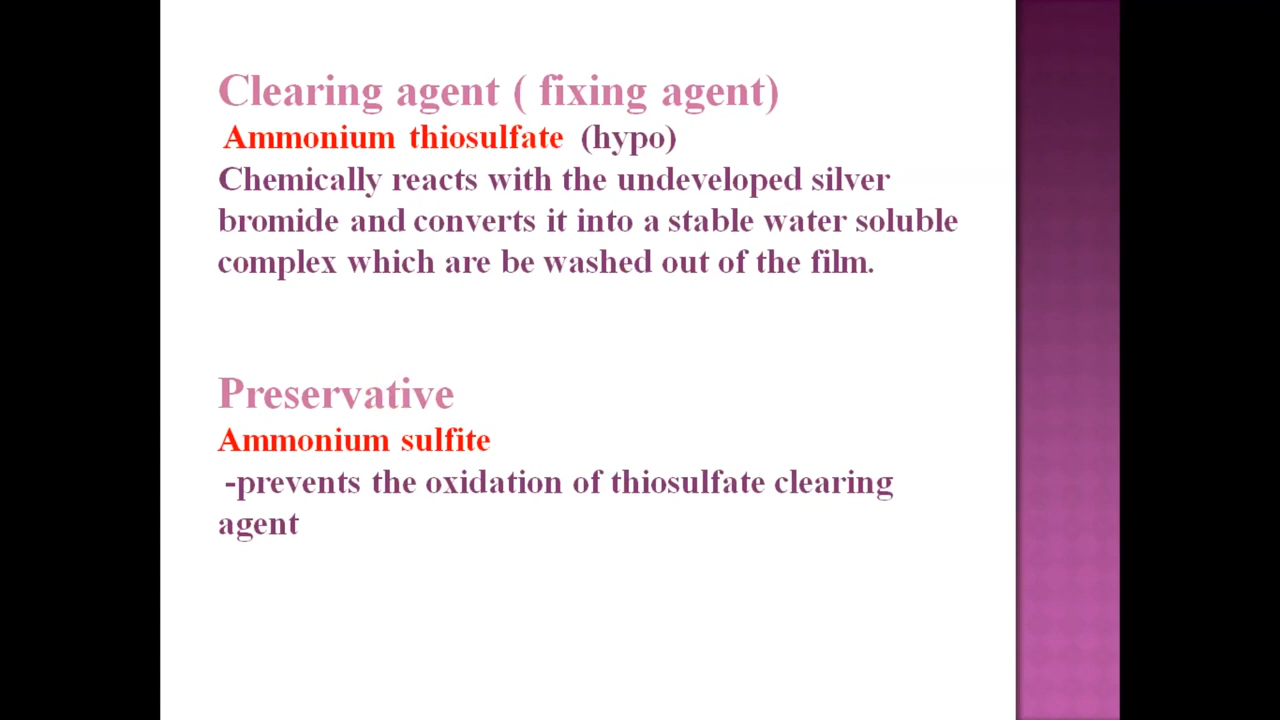 Clearing agent ( fixing agent)
Ammonium thiosulfate (hypo)
Chemically reacts with the undeveloped silver
bromide and converts it into a stable water soluble
complex which are be washed out of the film.
Preservative
Ammonium sulfite
-prevents the oxidation of thiosulfate clearing
agent